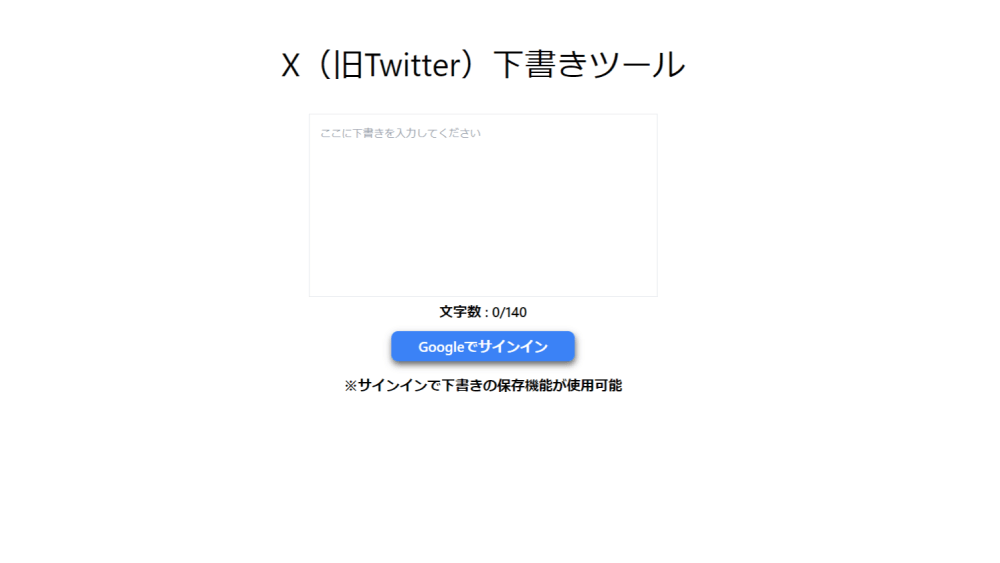 X（旧Twitter）下書きツール
ここに下書きを入力してください
文字数 : 0/140
Googleでサインイン
※サインインで下書きの保存機能が使用可能